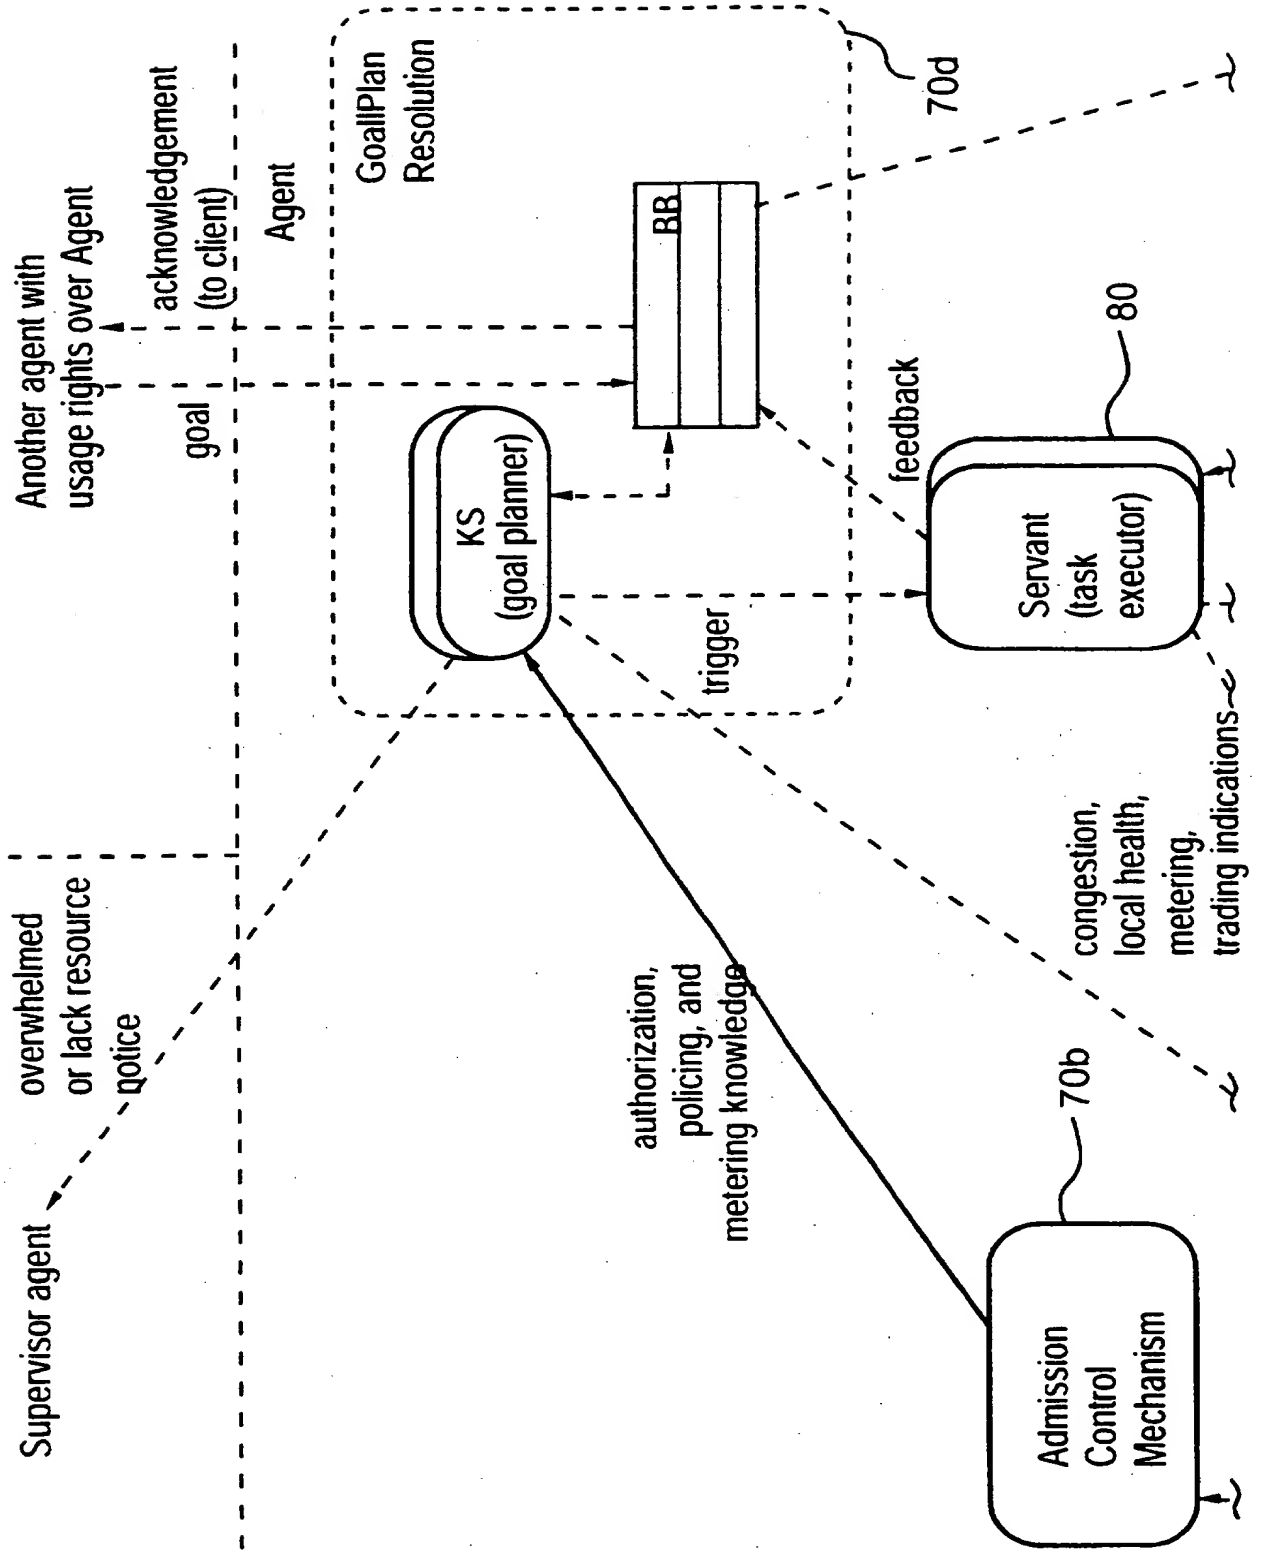 Supervisor agent
overwhelmed
or lack resource
notice
Another agent with
usage rights over Agent
goal
acknowledgement
(to client)
Agent
Goal|Plan
Resolution
KS
(goal planner)
BB
70d
trigger
feedback
authorization,
policing, and
metering knowledge
Servant
(task
executor)
80
congestion,
local health,
metering,
trading indications
Admission
Control
Mechanism
70b